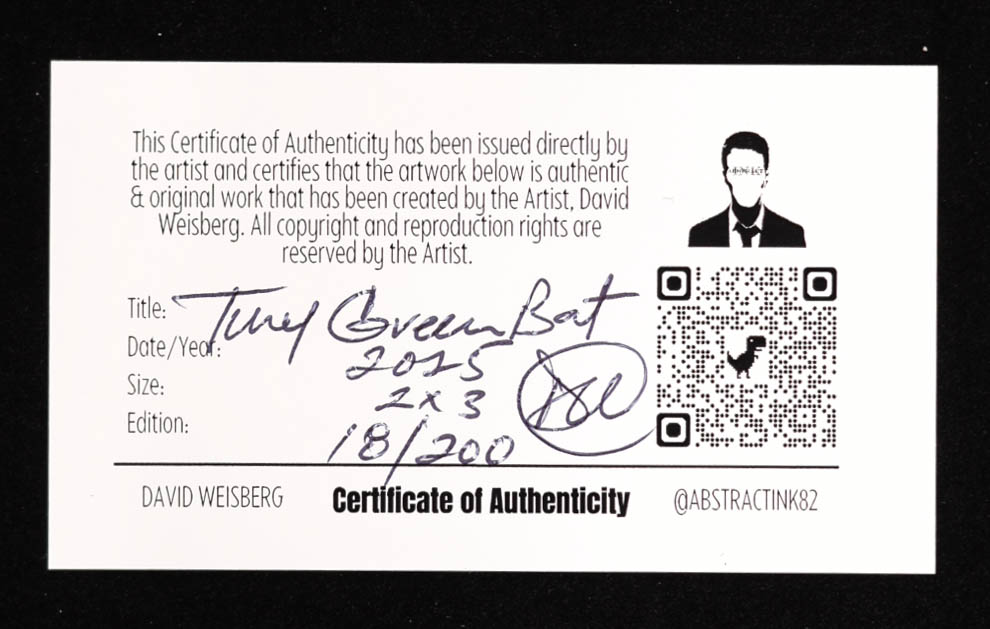 This Certificate of Authenticity has been issued directly by
the artist and certifies that the artwork below is authentic
& original work that has been created by the Artist, David
Weisberg. All copyright and reproduction rights are
reserved by the Artist.
Title: Tiny Green Bat
Date/Year: 2025
Size: 2x3
Edition: 18/200
DAVID WEISBERG
Certificate of Authenticity
@ABSTRACTINK82